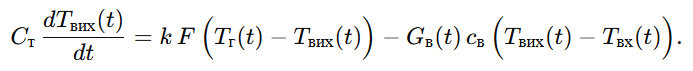 C_т dT_вих(t)/dt = k F (T_г(t) − T_вих(t)) − G_в(t) c_в (T_вих(t) − T_вх(t)).